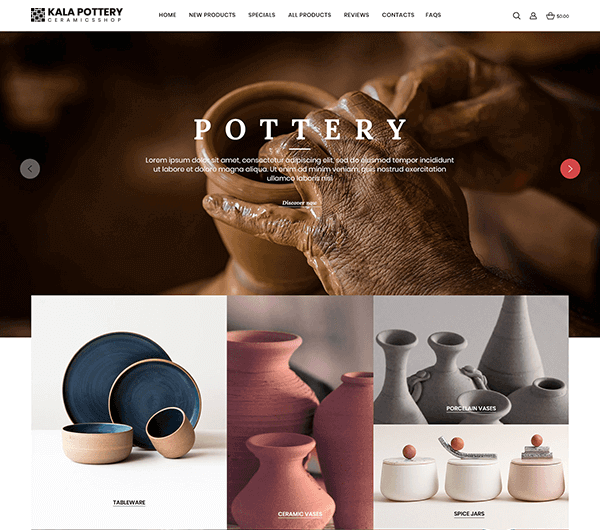 KALA POTTERY
CERAMICSSHOP
HOME NEW PRODUCTS SPECIALS ALL PRODUCTS REVIEWS CONTACTS FAQS
$0.00
POTTERY
Lorem ipsum dolor sit amet, consectetur adipiscing elit, sed do eiusmod tempor incididunt
ut labore et dolore magna aliqua. Ut enim ad minim veniam, quis nostrud exercitation
ullamco laboris nisi
Discover now
PORCELAIN VASES
TABLEWARE
CERAMIC VASES
SPICE JARS